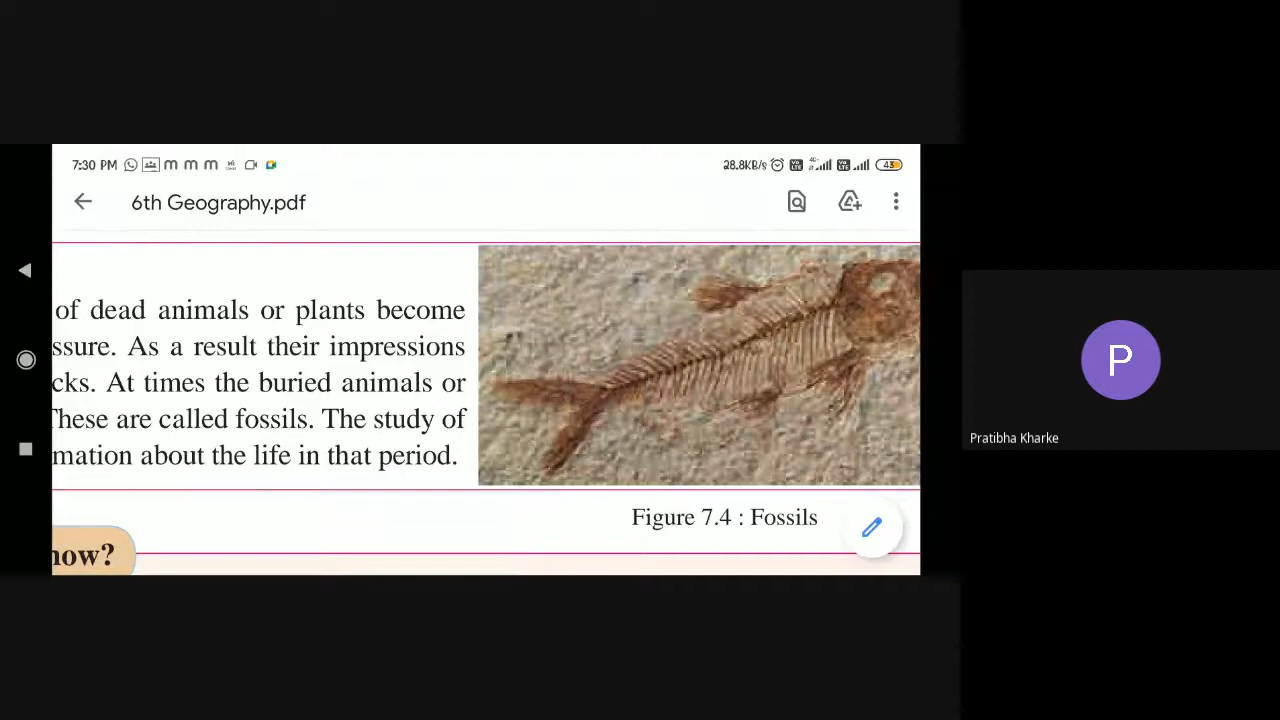 7:30 PM
28.8KB/s
43
6th Geography.pdf
of dead animals or plants become
ssure. As a result their impressions
cks. At times the buried animals or
These are called fossils. The study of
mation about the life in that period.
Figure 7.4 : Fossils
now?
P
Pratibha Kharke